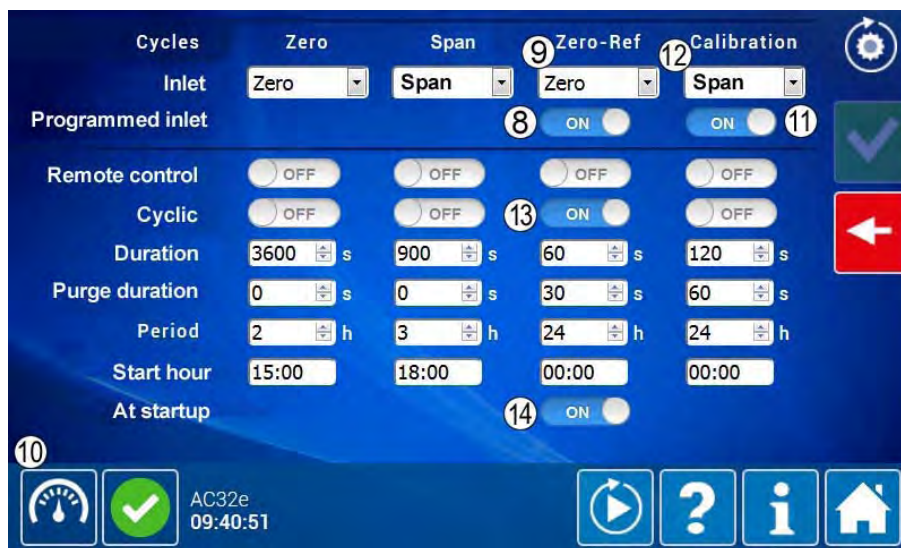 Cycles Zero Span 9 Zero-Ref 12 Calibration
Inlet Zero Span Zero Span
Programmed inlet 8 ON ON 11
Remote control OFF OFF OFF OFF
Cyclic OFF OFF 13 ON OFF
Duration 3600 s 900 s 60 s 120 s
Purge duration 0 s 0 s 30 s 60 s
Period 2 h 3 h 24 h 24 h
Start hour 15:00 18:00 00:00 00:00
At startup 14 ON
10
AC32e
09:40:51
? i